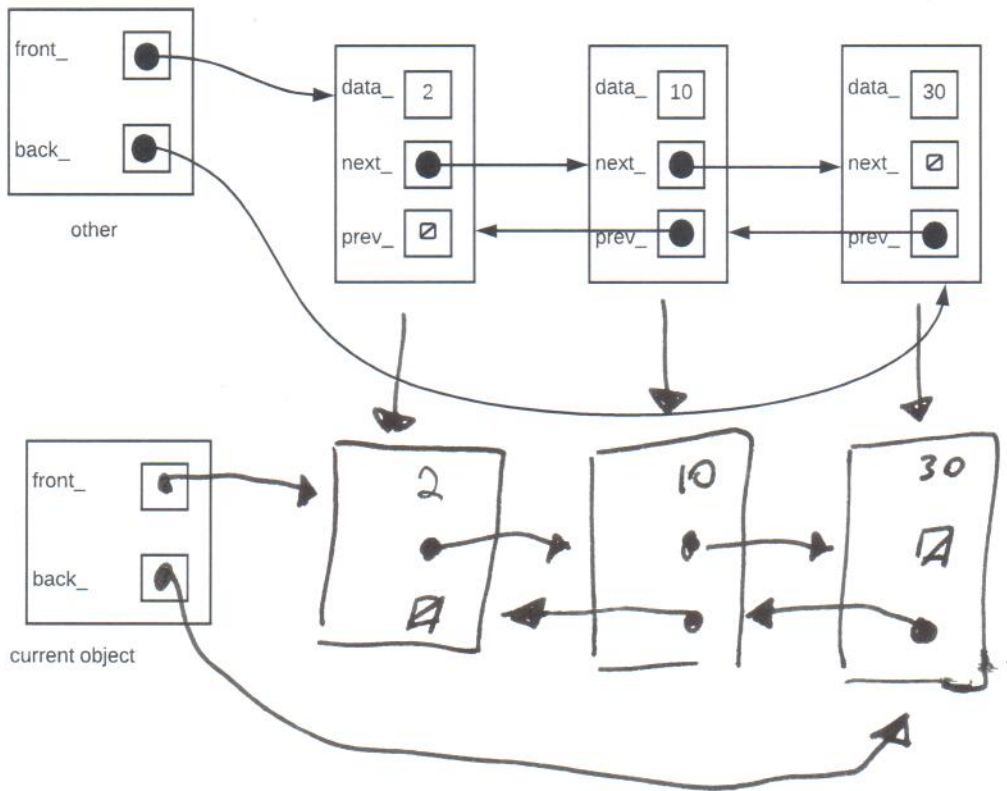 front_
back_
other
data_ 2
next_
prev_
data_ 10
next_
prev_
data_ 30
next_
prev_
front_
back_
current object
2
10
30